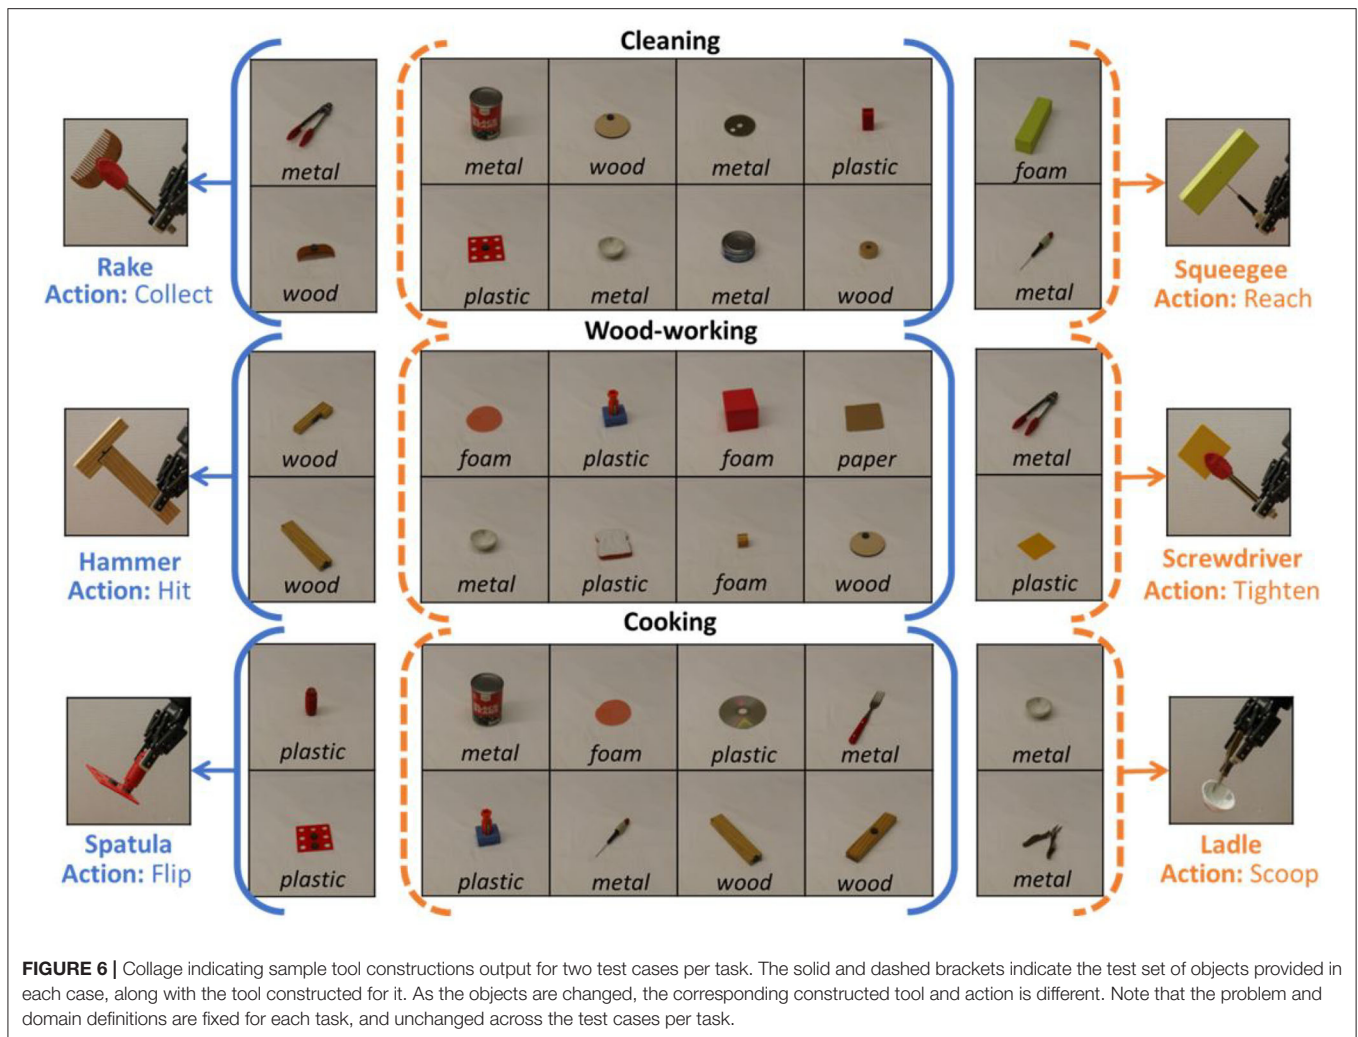 Cleaning
metal
metal
wood
metal
plastic
foam
wood
plastic
metal
metal
wood
metal
Rake
Action: Collect
Squeegee
Action: Reach
Wood-working
wood
foam
plastic
foam
paper
metal
wood
metal
plastic
foam
wood
plastic
Hammer
Action: Hit
Screwdriver
Action: Tighten
Cooking
plastic
metal
foam
plastic
metal
metal
plastic
plastic
metal
wood
wood
metal
Spatula
Action: Flip
Ladle
Action: Scoop
FIGURE 6 | Collage indicating sample tool constructions output for two test cases per task. The solid and dashed brackets indicate the test set of objects provided in
each case, along with the tool constructed for it. As the objects are changed, the corresponding constructed tool and action is different. Note that the problem and
domain definitions are fixed for each task, and unchanged across the test cases per task.